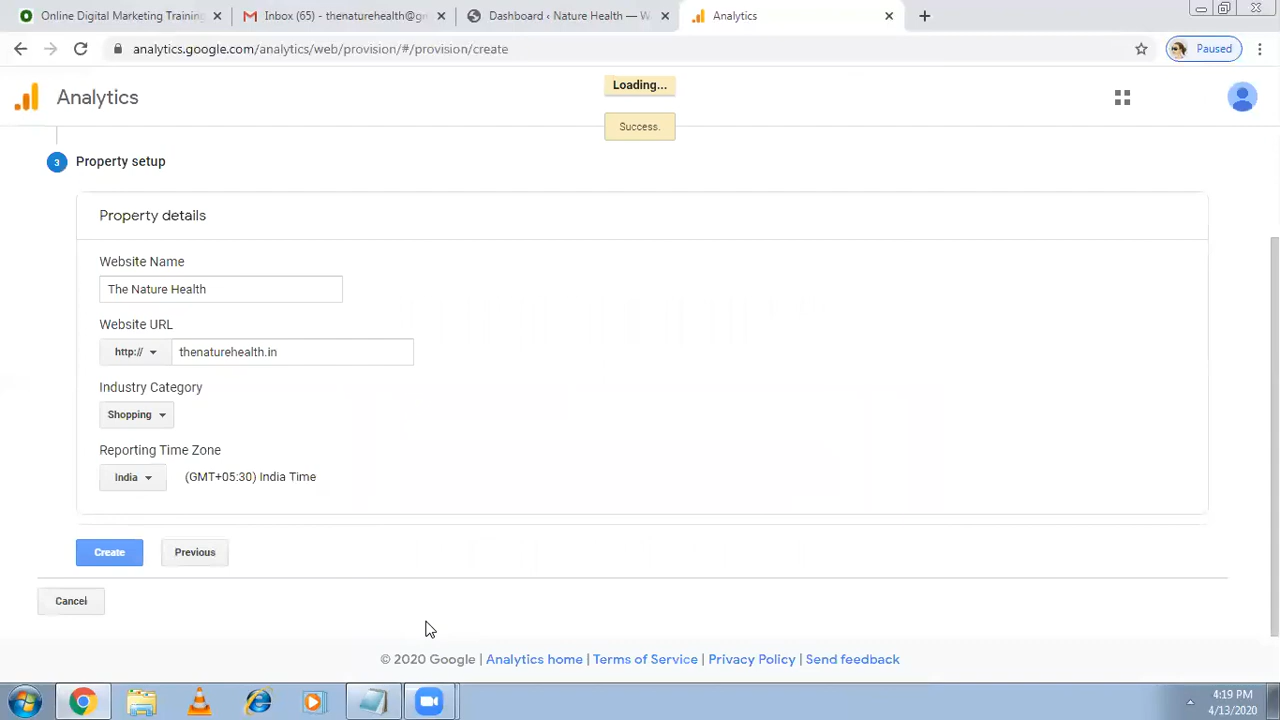 Online Digital Marketing Training
Inbox (65) - thenaturehealth@g
Dashboard ‹ Nature Health — W
Analytics
analytics.google.com/analytics/web/provision/#/provision/create
Paused
Analytics
Loading...
Success.
3 Property setup
Property details
Website Name
The Nature Health
Website URL
http:// thenaturehealth.in
Industry Category
Shopping
Reporting Time Zone
India (GMT+05:30) India Time
Create Previous
Cancel
© 2020 Google | Analytics home | Terms of Service | Privacy Policy | Send feedback
4:19 PM
4/13/2020